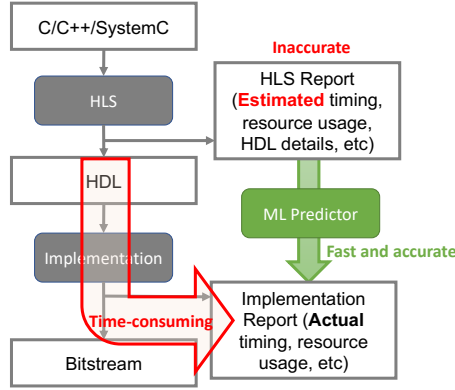 C/C++/SystemC
Inaccurate
HLS
HLS Report
(Estimated timing,
resource usage,
HDL details, etc)
HDL
ML Predictor
Implementation
Fast and accurate
Time-consuming
Implementation
Report (Actual
timing, resource
usage, etc)
Bitstream